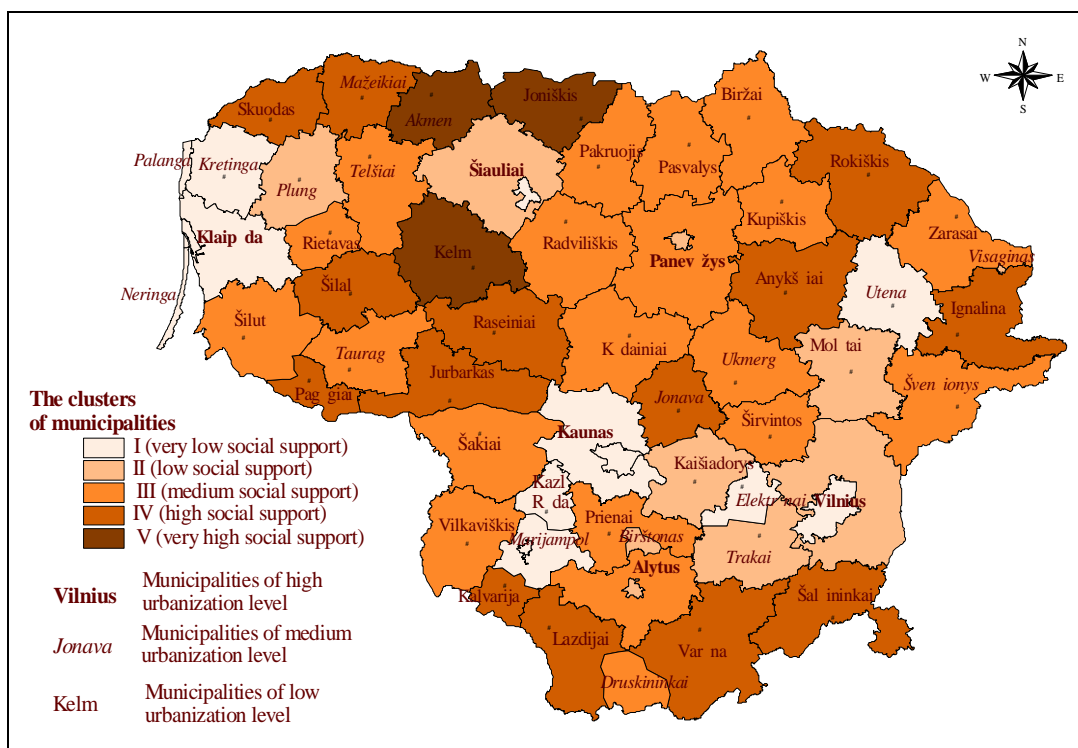 N
W E
S
Mažeikiai
Skuodas
Akmen
Joniškis
Biržai
Palanga
Kretinga
Plung
Telšiai
Šiauliai
Pakruojis
Pasvalys
Rokiškis
Klaip da
Rietavas
Kelm
Radviliškis
Panev žys
Kupiškis
Zarasai
Visaginas
Neringa
Šilal
Anykš iai
Utena
Ignalina
Šilut
Taurag
Raseiniai
K dainiai
Ukmerg
Mol tai
Šven ionys
Pag giai
Jurbarkas
Jonava
Širvintos
Šakiai
Kaunas
Kaišiadorys
Elektr nai
Vilnius
Kazl
R da
Vilkaviškis
Marijampol
Prienai
Birštonas
Trakai
Alytus
Kalvarija
Lazdijai
Var na
Šal ininkai
Druskininkai
The clusters
of municipalities
I (very low social support)
II (low social support)
III (medium social support)
IV (high social support)
V (very high social support)
Vilnius Municipalities of high
urbanization level
Jonava Municipalities of medium
urbanization level
Kelm Municipalities of low
urbanization level